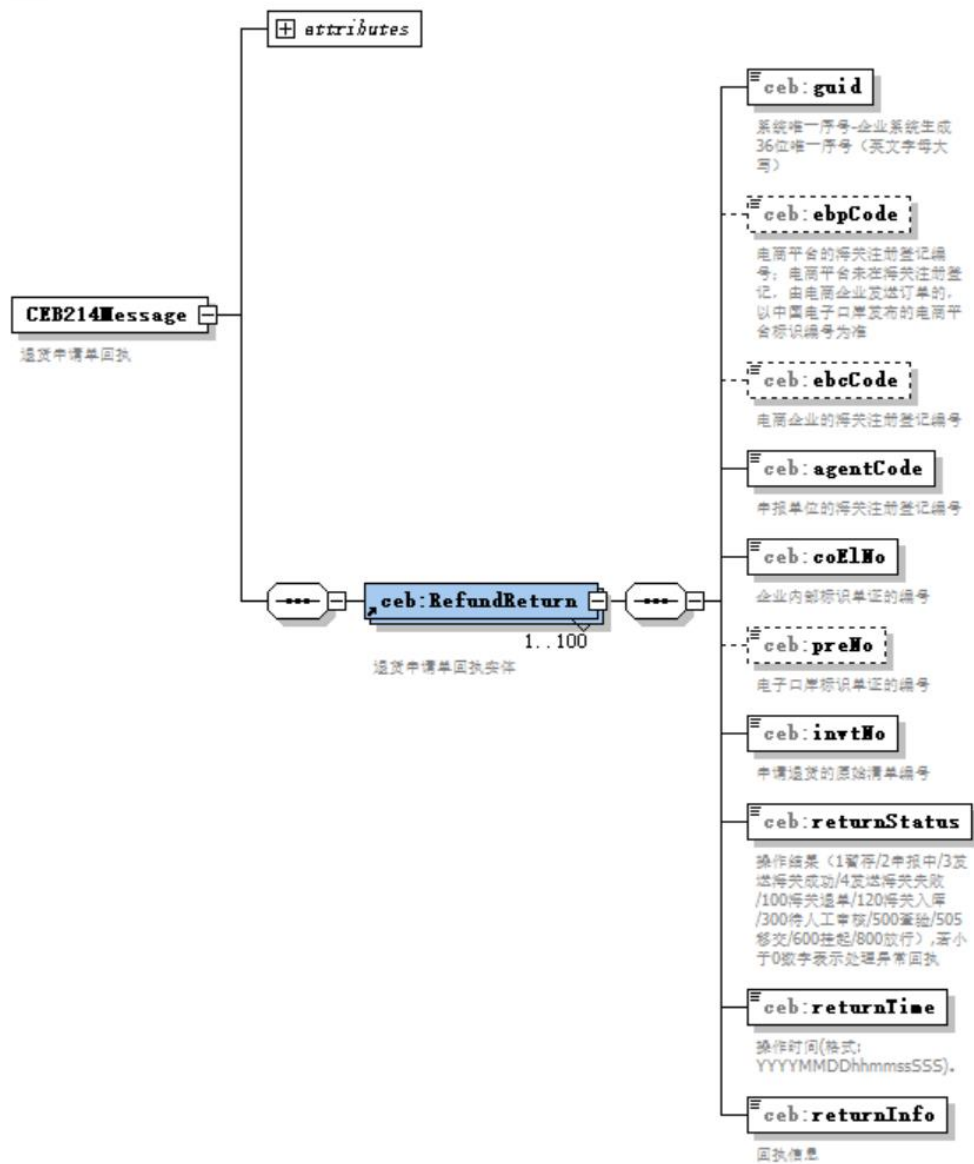 attributes
ceb:guid
系统唯一序号-企业系统生成
36位唯一序号（英文字母大
写）
ceb:ebpCode
电商平台的海关注册登记编
号；电商平台未在海关注册登
记，由电商企业发送订单的，
以中国电子口岸发布的电商平
台标识编号为准
CEB214Message
退货申请单回执
ceb:ebcCode
电商企业的海关注册登记编号
ceb:agentCode
申报单位的海关注册登记编号
ceb:coElNo
企业内部标识单证的编号
ceb:RefundReturn
1..100
退货申请单回执实体
ceb:preNo
电子口岸标识单证的编号
ceb:invtNo
申请退货的原始清单编号
ceb:returnStatus
操作结果（1暂存/2申报中/3发
送海关成功/4发送海关失败
/100海关退单/120海关入库
/300待人工审核/500查验/505
移交/600挂起/800放行）,若小
于0数字表示处理异常回执
ceb:returnTime
操作时间(格式:
YYYYMMDDhhmmssSSS)。
ceb:returnInfo
回执信息